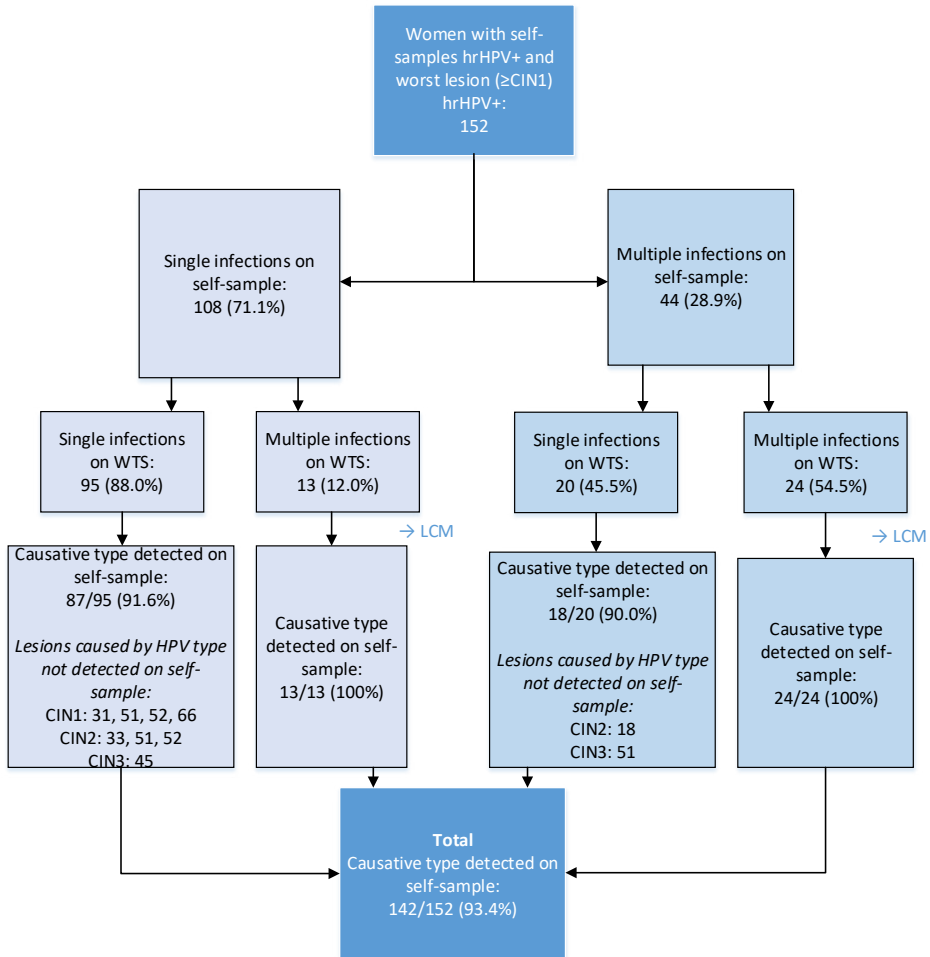 Women with self-
samples hrHPV+ and
worst lesion (≥CIN1)
hrHPV+:
152
Single infections on
self-sample:
108 (71.1%)
Multiple infections on
self-sample:
44 (28.9%)
Single infections
on WTS:
95 (88.0%)
Multiple infections
on WTS:
13 (12.0%)
Single infections
on WTS:
20 (45.5%)
Multiple infections
on WTS:
24 (54.5%)
→ LCM
→ LCM
Causative type detected on
self-sample:
87/95 (91.6%)
Lesions caused by HPV type
not detected on self-
sample:
CIN1: 31, 51, 52, 66
CIN2: 33, 51, 52
CIN3: 45
Causative type
detected on self-
sample:
13/13 (100%)
Causative type detected on
self-sample:
18/20 (90.0%)
Lesions caused by HPV type
not detected on self-
sample:
CIN2: 18
CIN3: 51
Causative type
detected on self-
sample:
24/24 (100%)
Total
Causative type detected on
self-sample:
142/152 (93.4%)